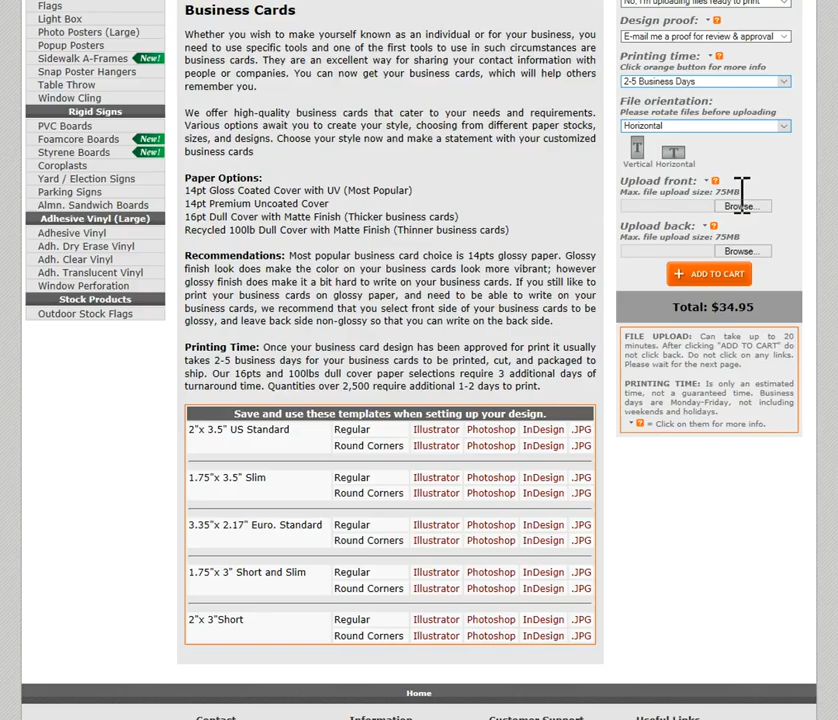 Flags
Light Box
Photo Posters (Large)
Popup Posters
Sidewalk A-Frames New!
Snap Poster Hangers
Table Throw
Window Cling
Rigid Signs
PVC Boards
Foamcore Boards New!
Styrene Boards New!
Coroplasts
Yard / Election Signs
Parking Signs
Almn. Sandwich Boards
Adhesive Vinyl (Large)
Adhesive Vinyl
Adh. Dry Erase Vinyl
Adh. Clear Vinyl
Adh. Translucent Vinyl
Window Perforation
Stock Products
Outdoor Stock Flags
Business Cards
Whether you wish to make yourself known as an individual or for your business, you
need to use specific tools and one of the first tools to use in such circumstances are
business cards. They are an excellent way for sharing your contact information with
people or companies. You can now get your business cards, which will help others
remember you.
We offer high-quality business cards that cater to your needs and requirements.
Various options await you to create your style, choosing from different paper stocks,
sizes, and designs. Choose your style now and make a statement with your customized
business cards
Paper Options:
14pt Gloss Coated Cover with UV (Most Popular)
14pt Premium Uncoated Cover
16pt Dull Cover with Matte Finish (Thicker business cards)
Recycled 100lb Dull Cover with Matte Finish (Thinner business cards)
Recommendations: Most popular business card choice is 14pts glossy paper. Glossy
finish look does make the color on your business cards look more vibrant; however
glossy finish does make it a bit hard to write on your business cards. If you still like to
print your business cards on glossy paper, and need to be able to write on your
business cards, we recommend that you select front side of your business cards to be
glossy, and leave back side non-glossy so that you can write on the back side.
Printing Time: Once your business card design has been approved for print it usually
takes 2-5 business days for your business cards to be printed, cut, and packaged to
ship. Our 16pts and 100lbs dull cover paper selections require 3 additional days of
turnaround time. Quantities over 2,500 require additional 1-2 days to print.
Save and use these templates when setting up your design.
2"x 3.5" US Standard Regular Illustrator Photoshop InDesign .JPG
Round Corners Illustrator Photoshop InDesign .JPG
1.75"x 3.5" Slim Regular Illustrator Photoshop InDesign .JPG
Round Corners Illustrator Photoshop InDesign .JPG
3.35"x 2.17" Euro. Standard Regular Illustrator Photoshop InDesign .JPG
Round Corners Illustrator Photoshop InDesign .JPG
1.75"x 3" Short and Slim Regular Illustrator Photoshop InDesign .JPG
Round Corners Illustrator Photoshop InDesign .JPG
2"x 3"Short Regular Illustrator Photoshop InDesign .JPG
Round Corners Illustrator Photoshop InDesign .JPG
No, I'm uploading files ready to print
Design proof: ?
E-mail me a proof for review & approval
Printing time: ?
Click orange button for more info
2-5 Business Days
File orientation:
Please rotate files before uploading
Horizontal
T T
Vertical Horizontal
Upload front: ?
Max. file upload size: 75MB
Browse...
Upload back: ?
Max. file upload size: 75MB
Browse...
+ ADD TO CART
Total: $34.95
FILE UPLOAD: Can take up to 20
minutes. After clicking "ADD TO CART" do
not click back. Do not click on any links.
Please wait for the next page.
PRINTING TIME: Is only an estimated
time, not a guaranteed time. Business
days are Monday-Friday, not including
weekends and holidays.
? = Click on them for more info.
Home
Contact Information Customer Support Useful Links